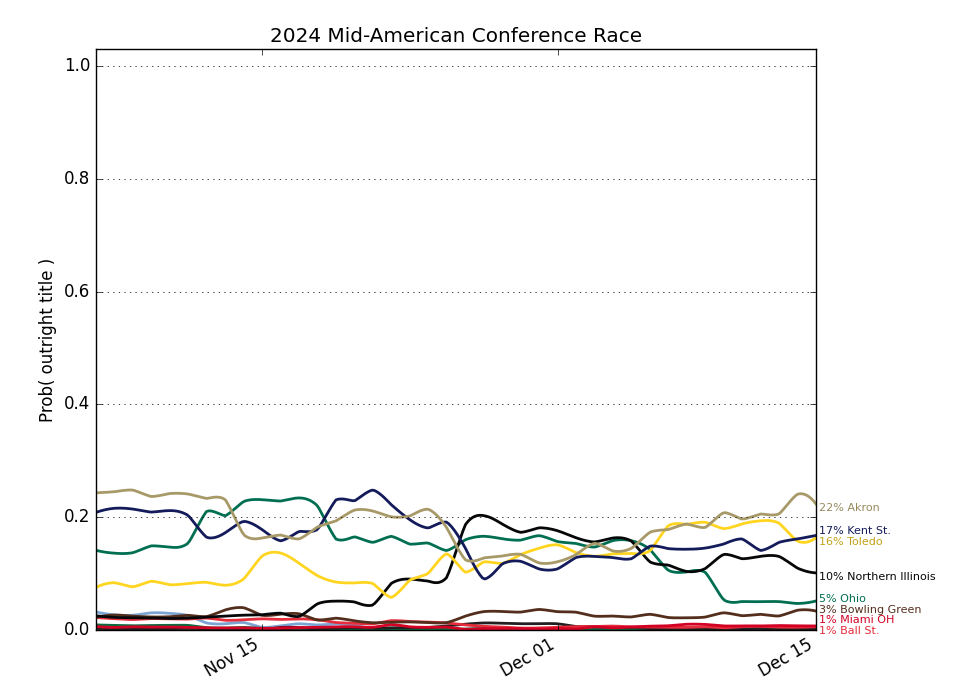 2024 Mid-American Conference Race
Prob( outright title )
1.0
0.8
0.6
0.4
0.2
0.0
Nov 15
Dec 01
Dec 15
22% Akron
17% Kent St.
16% Toledo
10% Northern Illinois
5% Ohio
3% Bowling Green
1% Miami OH
1% Ball St.